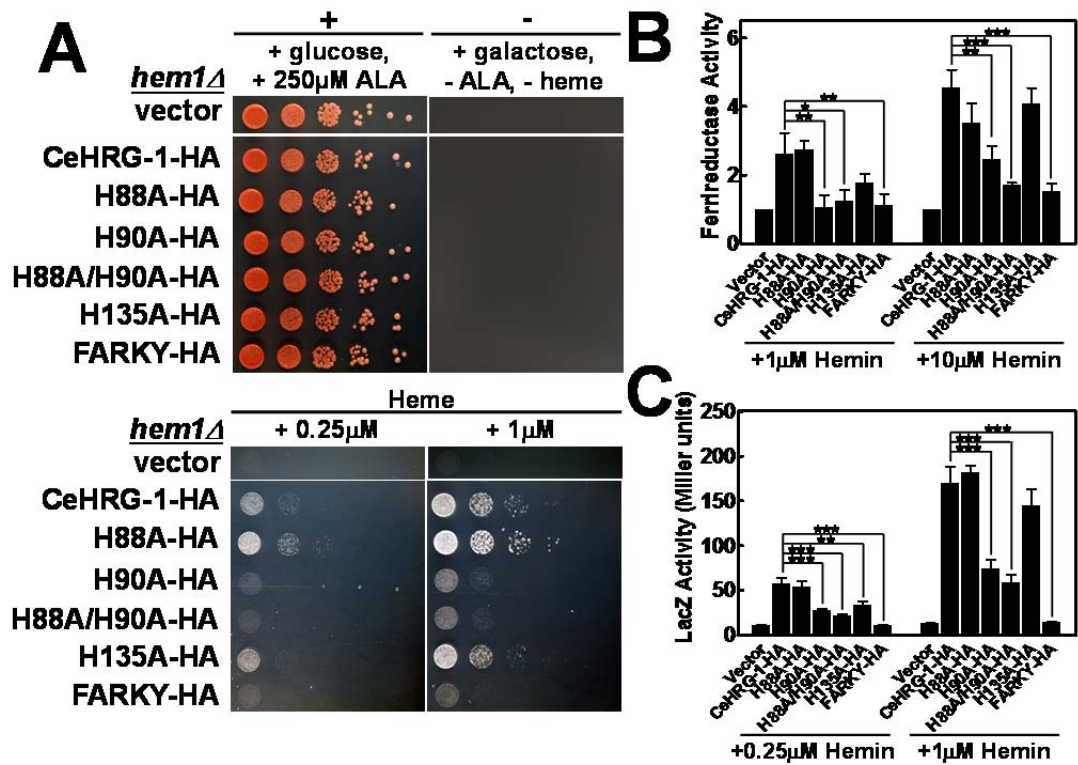 A
+ -
+ glucose, + galactose,
hem1Δ + 250µM ALA - ALA, - heme
vector
CeHRG-1-HA
H88A-HA
H90A-HA
H88A/H90A-HA
H135A-HA
FARKY-HA
Heme
hem1Δ + 0.25µM + 1µM
vector
CeHRG-1-HA
H88A-HA
H90A-HA
H88A/H90A-HA
H135A-HA
FARKY-HA
B
Ferrireductase Activity
6
4
2
0
★★
★
★★
★★★
★★★
★★
Vector
CeHRG-1-HA
H88A-HA
H90A-HA
H88A/H90A-HA
H135A-HA
FARKY-HA
Vector
CeHRG-1-HA
H88A-HA
H90A-HA
H88A/H90A-HA
H135A-HA
FARKY-HA
+1µM Hemin +10µM Hemin
C
LacZ Activity (Miller units)
250
200
150
100
50
0
★★★
★★
★★★
★★★
★★★
★★★
★★★
Vector
CeHRG-1-HA
H88A-HA
H90A-HA
H88A/H90A-HA
H135A-HA
FARKY-HA
Vector
CeHRG-1-HA
H88A-HA
H90A-HA
H88A/H90A-HA
H135A-HA
FARKY-HA
+0.25µM Hemin +1µM Hemin